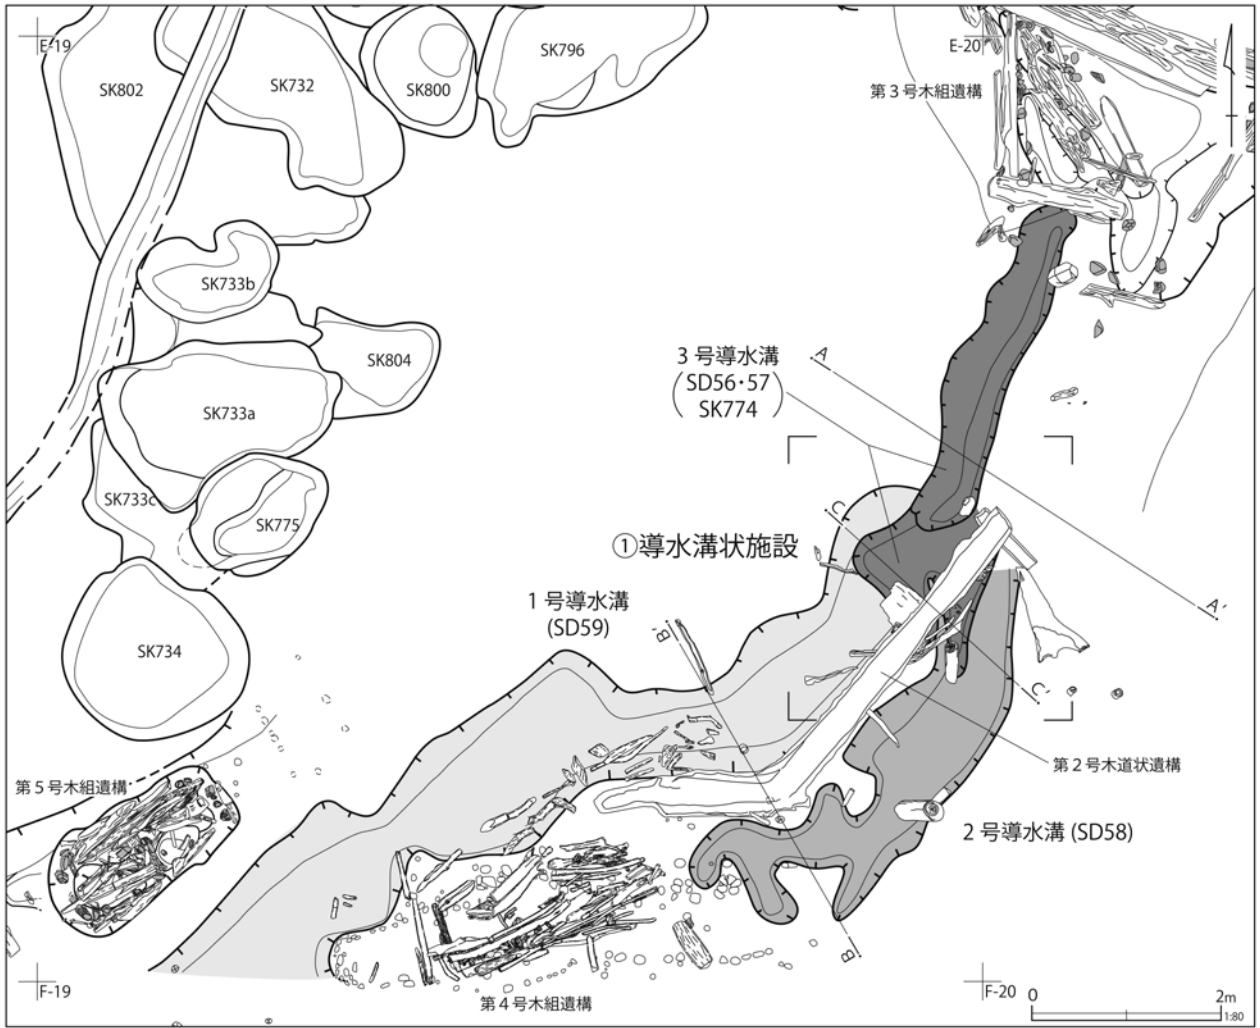 E-19
E-20
SK802
SK732
SK800
SK796
第3号木組遺構
SK733b
SK804
3号導水溝
(SD56・57
SK774)
A
SK733a
SK733c
SK775
C
①導水溝状施設
1号導水溝
(SD59)
B'
A'
SK734
C'
第2号木道状遺構
第5号木組遺構
2号導水溝 (SD58)
B
F-19
第4号木組遺構
F-20
0 2m
1:80